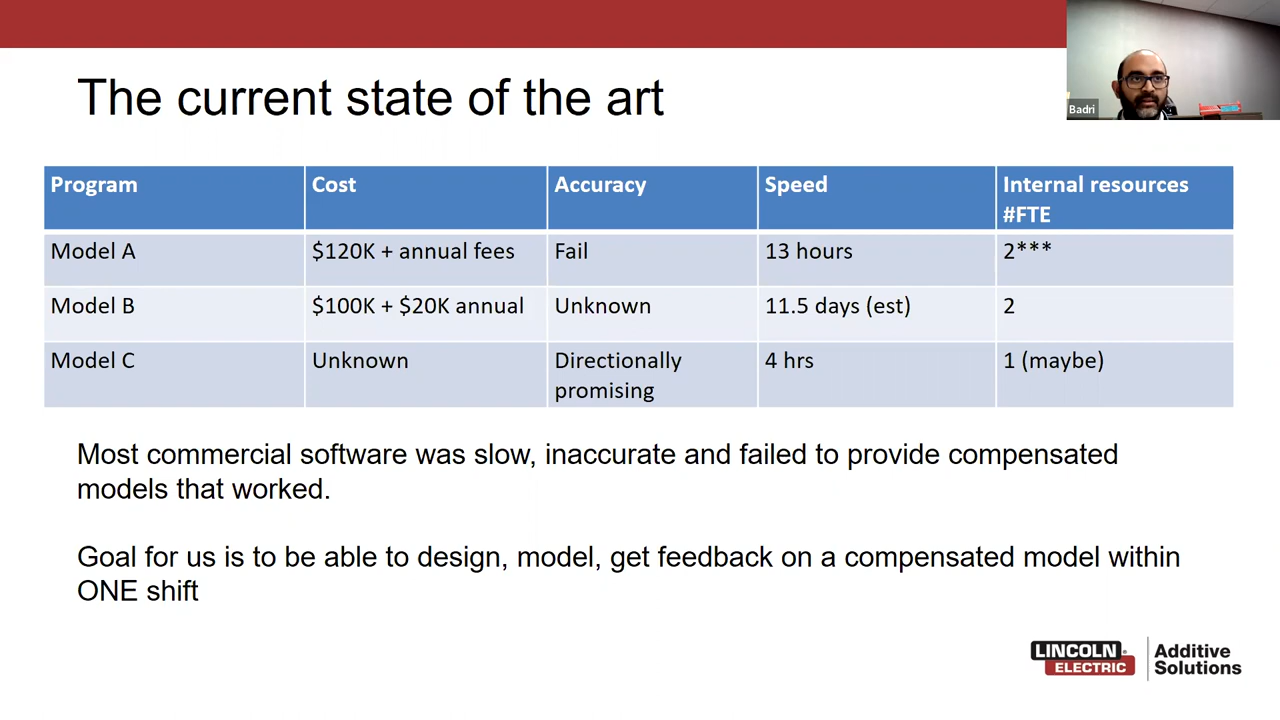 The current state of the art
Badri
Program Cost Accuracy Speed Internal resources
#FTE
Model A $120K + annual fees Fail 13 hours 2***
Model B $100K + $20K annual Unknown 11.5 days (est) 2
Model C Unknown Directionally 4 hrs 1 (maybe)
promising
Most commercial software was slow, inaccurate and failed to provide compensated
models that worked.
Goal for us is to be able to design, model, get feedback on a compensated model within
ONE shift
LINCOLN® Additive
ELECTRIC Solutions